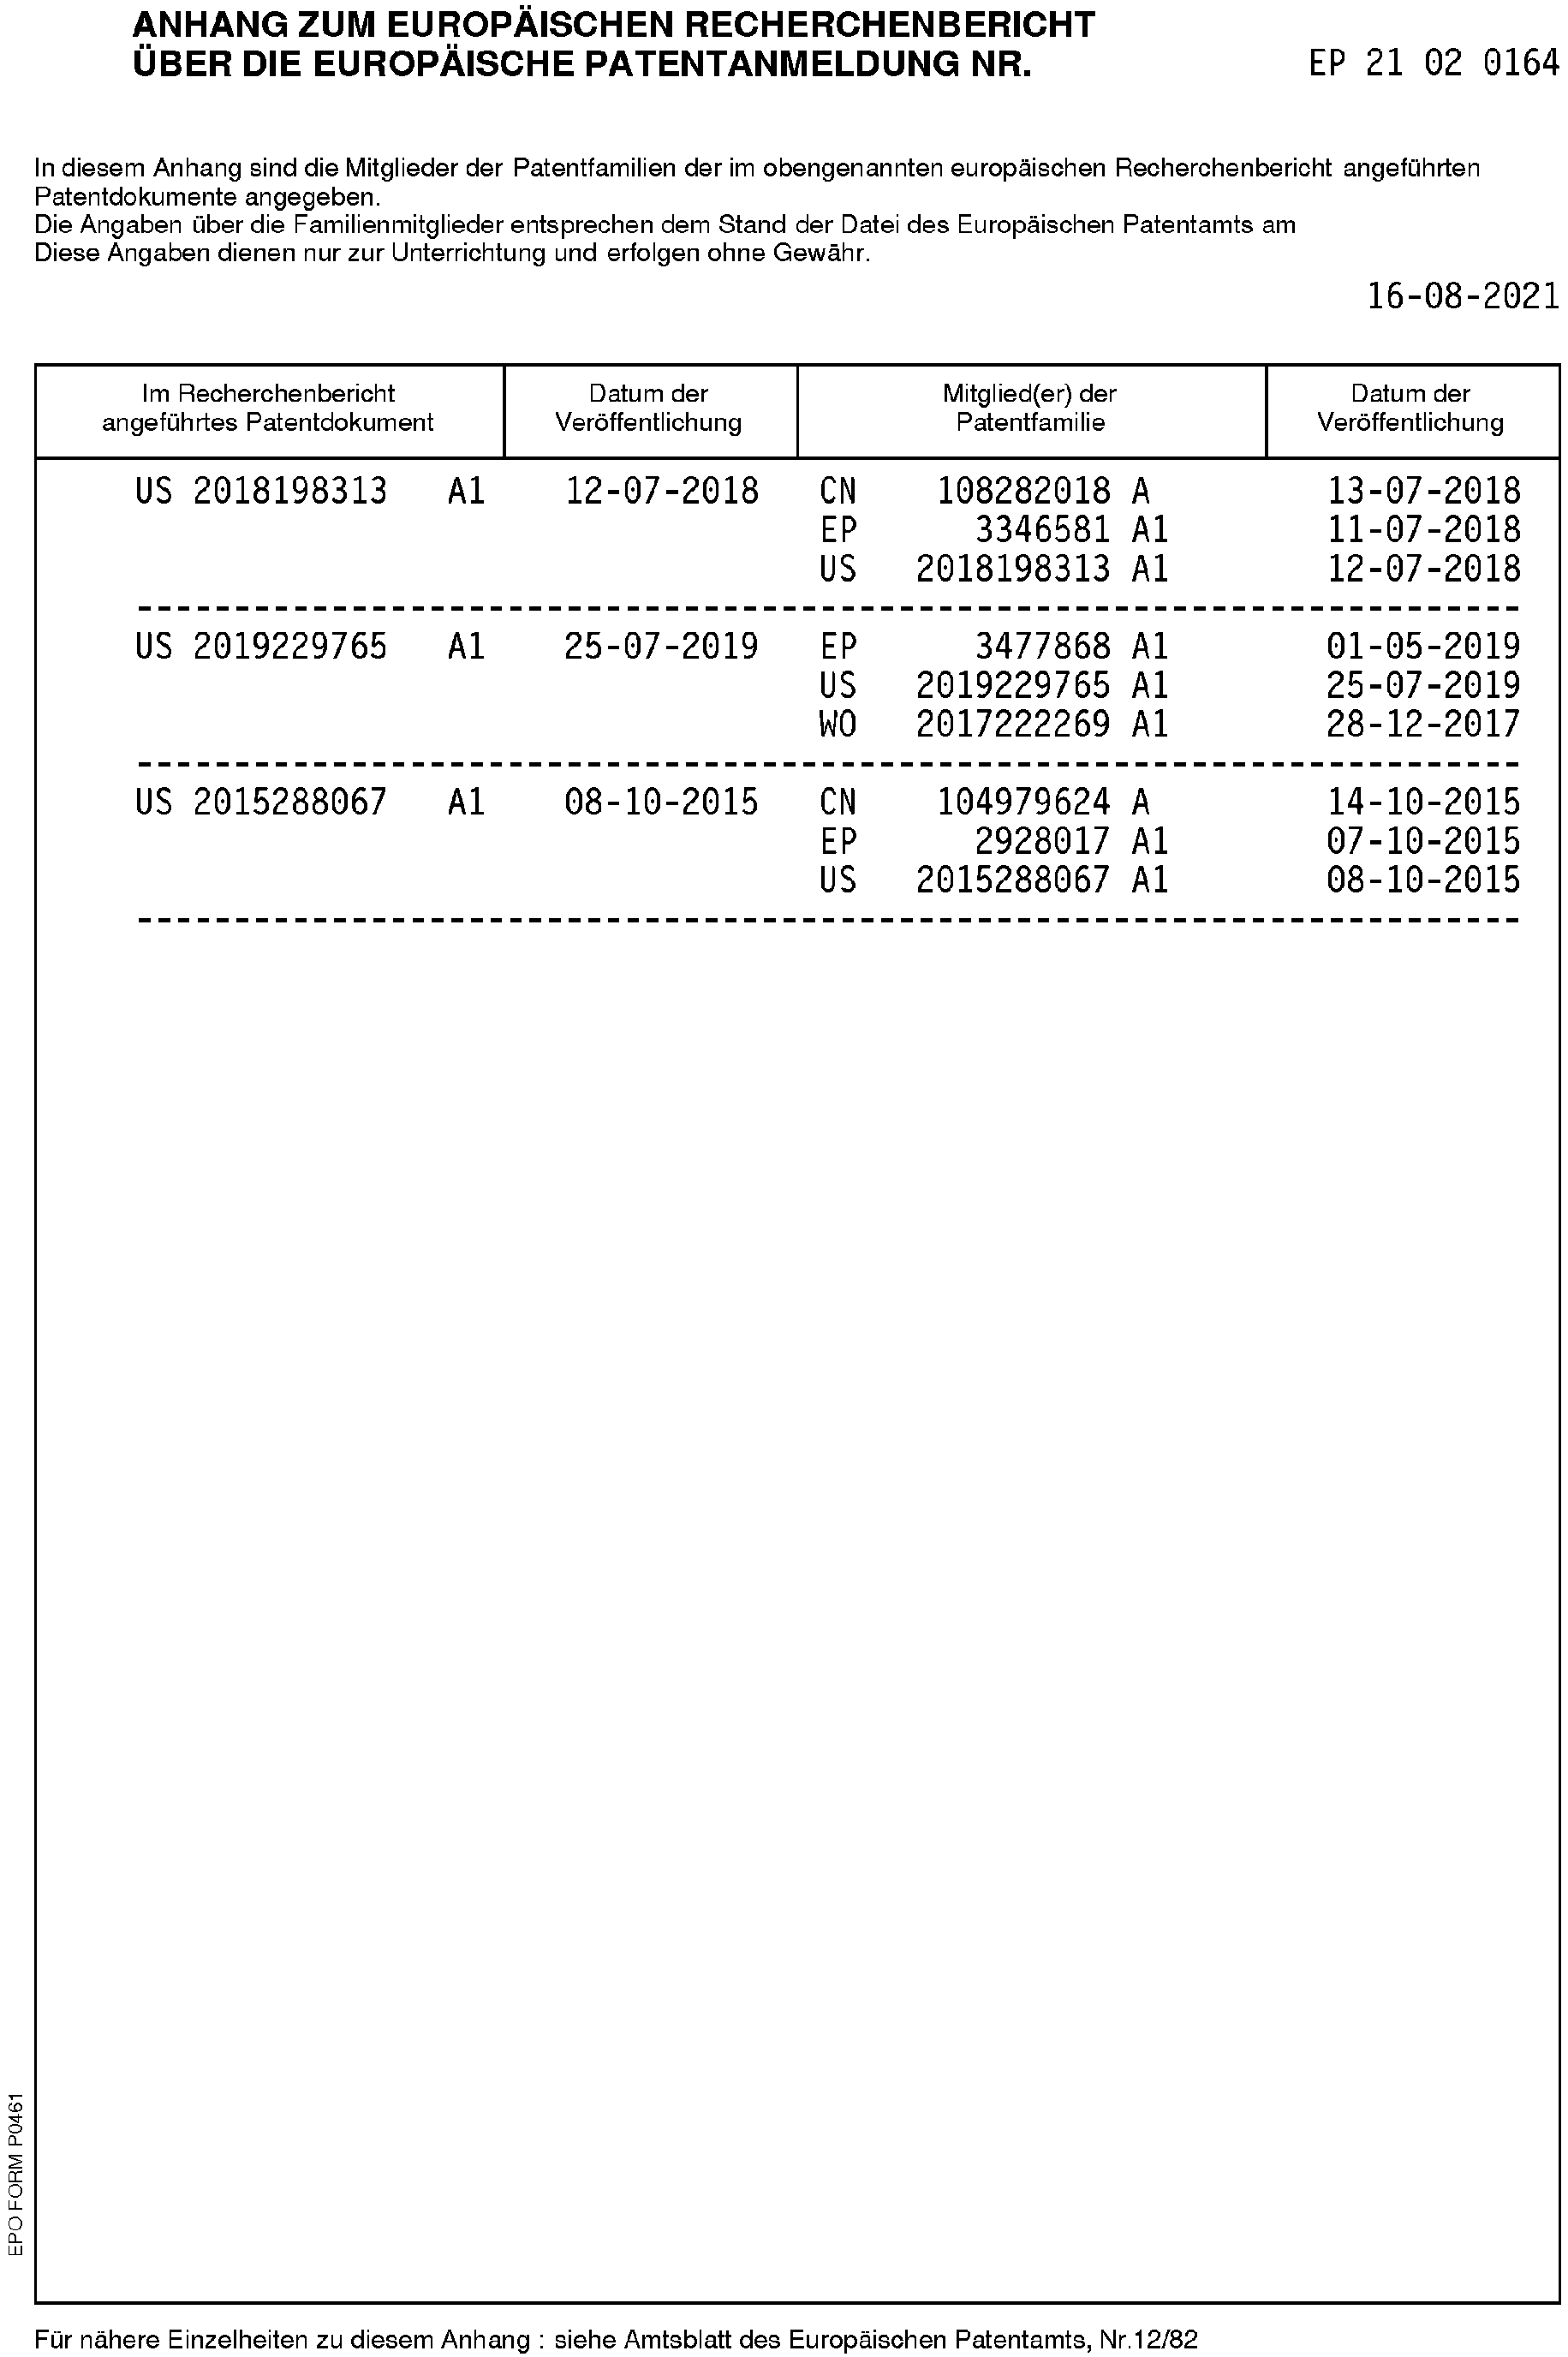 ANHANG ZUM EUROPÄISCHEN RECHERCHENBERICHT
ÜBER DIE EUROPÄISCHE PATENTANMELDUNG NR. EP 21 02 0164
In diesem Anhang sind die Mitglieder der Patentfamilien der im obengenannten europäischen Recherchenbericht angeführten
Patentdokumente angegeben.
Die Angaben über die Familienmitglieder entsprechen dem Stand der Datei des Europäischen Patentamts am
Diese Angaben dienen nur zur Unterrichtung und erfolgen ohne Gewähr.
16-08-2021
Im Recherchenbericht Datum der Mitglied(er) der Datum der
angeführtes Patentdokument Veröffentlichung Patentfamilie Veröffentlichung
US 2018198313 A1 12-07-2018 CN 108282018 A 13-07-2018
EP 3346581 A1 11-07-2018
US 2018198313 A1 12-07-2018
US 2019229765 A1 25-07-2019 EP 3477868 A1 01-05-2019
US 2019229765 A1 25-07-2019
WO 2017222269 A1 28-12-2017
US 2015288067 A1 08-10-2015 CN 104979624 A 14-10-2015
EP 2928017 A1 07-10-2015
US 2015288067 A1 08-10-2015
EPO FORM P0461
Für nähere Einzelheiten zu diesem Anhang : siehe Amtsblatt des Europäischen Patentamts, Nr.12/82